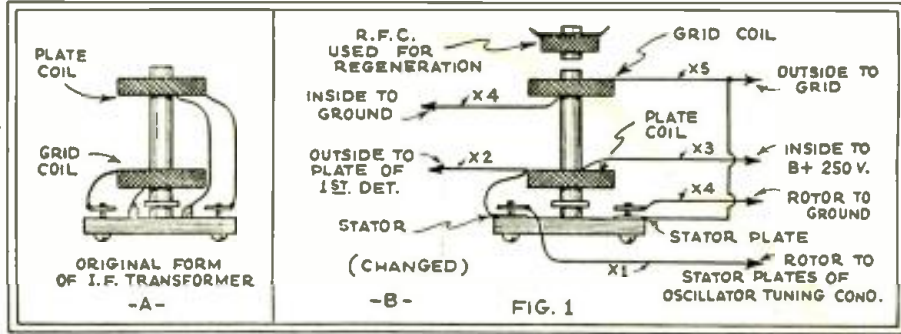 PLATE
COIL
GRID
COIL
ORIGINAL FORM
OF I.F. TRANSFORMER
-A-
R.F.C.
USED FOR
REGENERATION
GRID COIL
X5
OUTSIDE TO
GRID
X4
INSIDE TO
GROUND
PLATE
COIL
OUTSIDE TO
PLATE OF
1ST. DET.
X2
X3
INSIDE TO
B+ 250 V.
X4
ROTOR TO
GROUND
STATOR
STATOR PLATE
(CHANGED)
X1
ROTOR TO
STATOR PLATES OF
OSCILLATOR TUNING COND.
-B-
FIG. 1